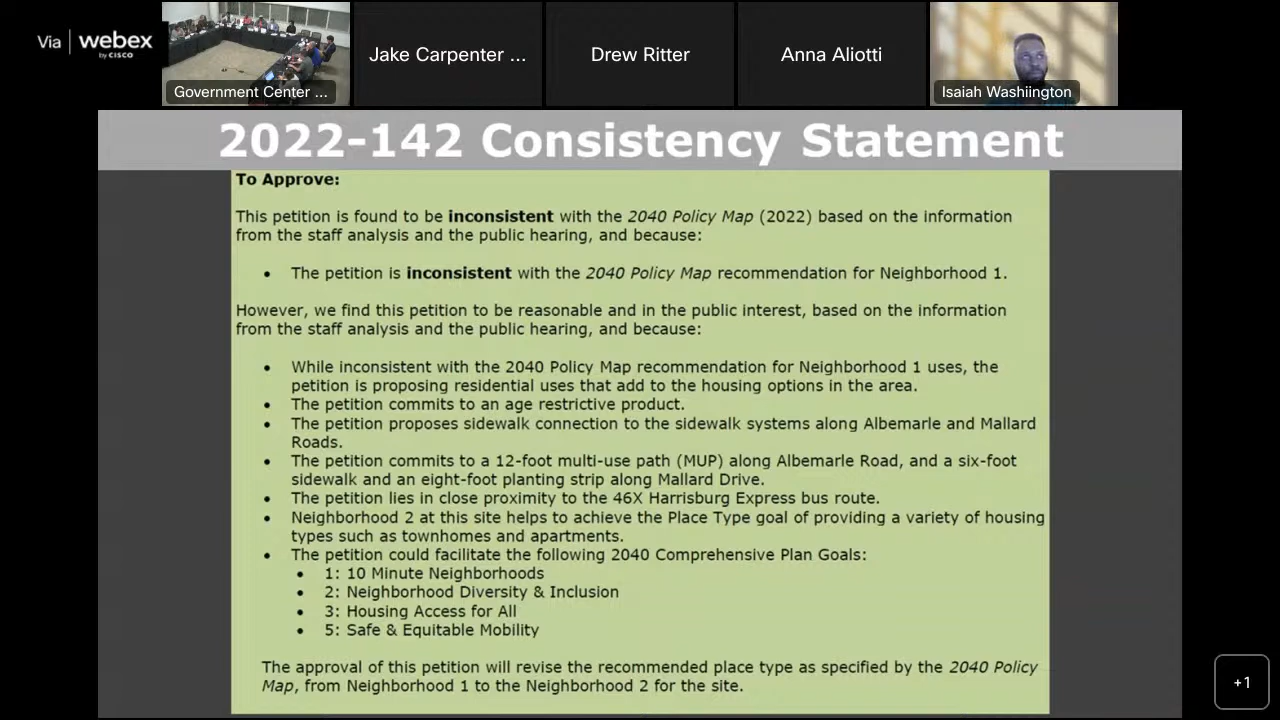 Via | webex
by CISCO
Government Center ...
Jake Carpenter ...
Drew Ritter
Anna Aliotti
Isaiah Washiington
2022-142 Consistency Statement
To Approve:
This petition is found to be inconsistent with the 2040 Policy Map (2022) based on the information
from the staff analysis and the public hearing, and because:
• The petition is inconsistent with the 2040 Policy Map recommendation for Neighborhood 1.
However, we find this petition to be reasonable and in the public interest, based on the information
from the staff analysis and the public hearing, and because:
• While inconsistent with the 2040 Policy Map recommendation for Neighborhood 1 uses, the
petition is proposing residential uses that add to the housing options in the area.
• The petition commits to an age restrictive product.
• The petition proposes sidewalk connection to the sidewalk systems along Albemarle and Mallard
Roads.
• The petition commits to a 12-foot multi-use path (MUP) along Albemarle Road, and a six-foot
sidewalk and an eight-foot planting strip along Mallard Drive.
• The petition lies in close proximity to the 46X Harrisburg Express bus route.
• Neighborhood 2 at this site helps to achieve the Place Type goal of providing a variety of housing
types such as townhomes and apartments.
• The petition could facilitate the following 2040 Comprehensive Plan Goals:
• 1: 10 Minute Neighborhoods
• 2: Neighborhood Diversity & Inclusion
• 3: Housing Access for All
• 5: Safe & Equitable Mobility
The approval of this petition will revise the recommended place type as specified by the 2040 Policy
Map, from Neighborhood 1 to the Neighborhood 2 for the site.
+1